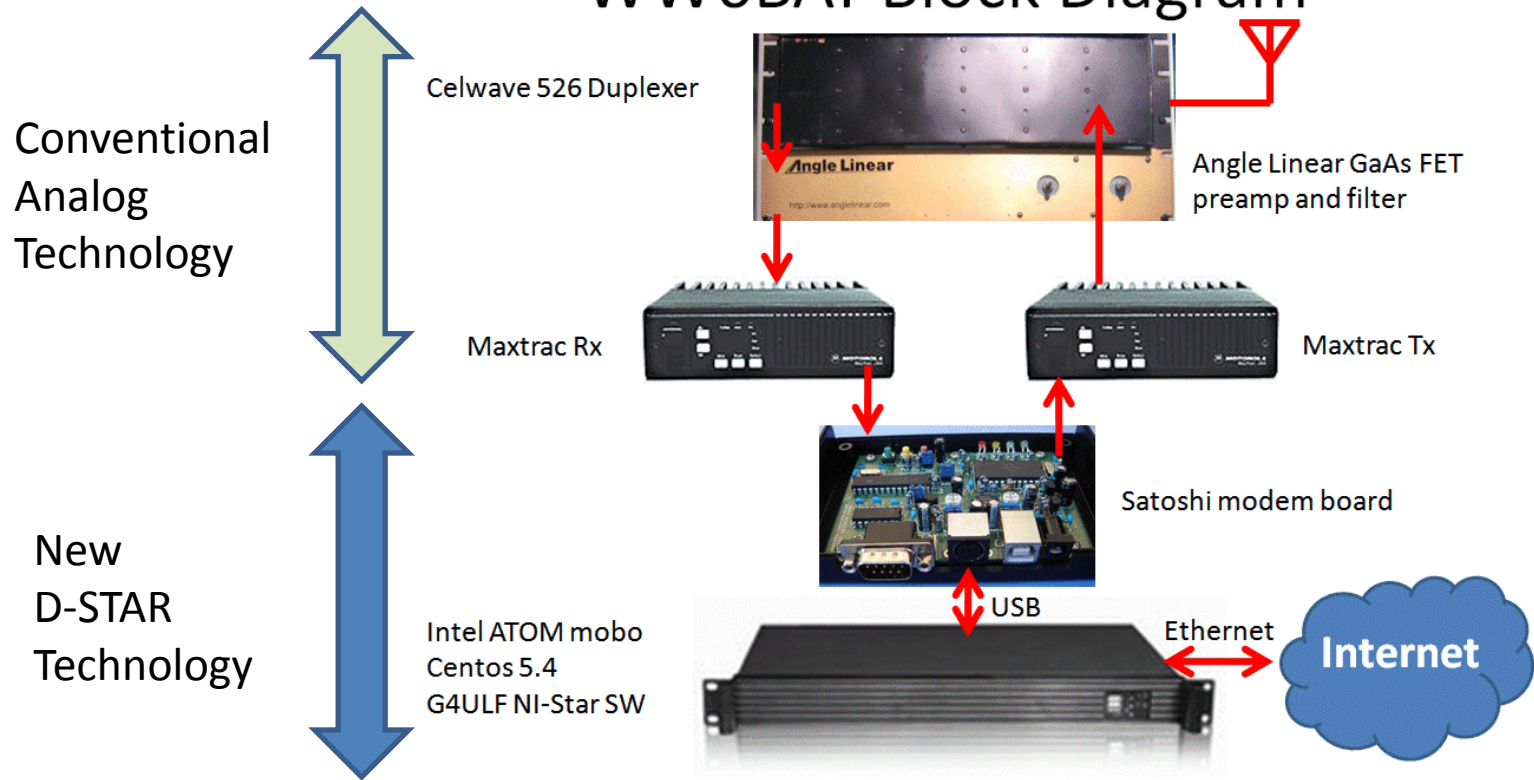 Block Diagram
Celwave 526 Duplexer
Conventional
Analog
Technology
Angle Linear
http://www.anglelinear.com
Angle Linear GaAs FET
preamp and filter
Maxtrac Rx
MOTOROLA
MOTOROLA
Maxtrac Tx
Satoshi modem board
New
D-STAR
Technology
USB
Intel ATOM mobo
Centos 5.4
G4ULF NI-Star SW
Ethernet
Internet